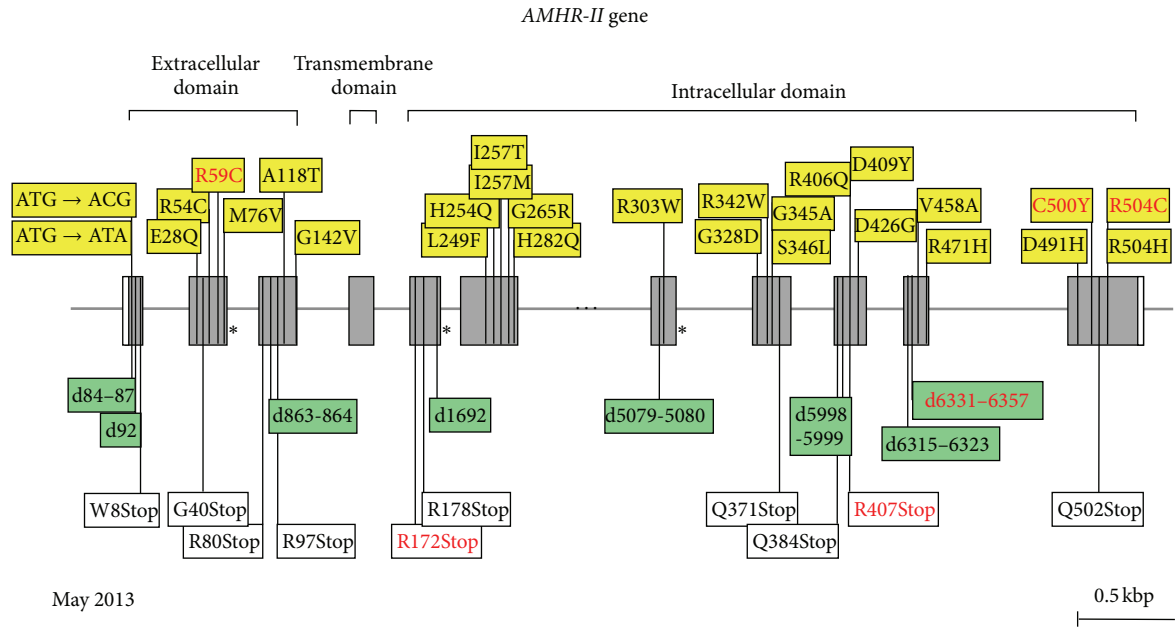 AMHR-II gene
Extracellular
domain
Transmembrane
domain
Intracellular domain
ATG → ACG
ATG → ATA
R54C
E28Q
R59C
M76V
A118T
G142V
I257T
I257M
H254Q
L249F
G265R
H282Q
R303W
R342W
G328D
R406Q
G345A
S346L
D409Y
D426G
V458A
R471H
C500Y
D491H
R504C
R504H
*
*
...
*
d84–87
d92
d863-864
d1692
d5079-5080
d5998
-5999
d6331–6357
d6315–6323
W8Stop
G40Stop
R80Stop
R97Stop
R178Stop
R172Stop
Q371Stop
Q384Stop
R407Stop
Q502Stop
May 2013
0.5 kbp